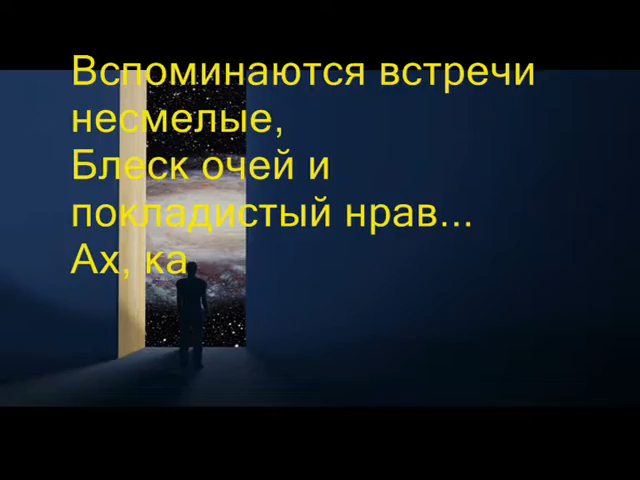 Вспоминаются встречи
несмелые,
Блеск очей и
покладистый нрав...
Ах, ка